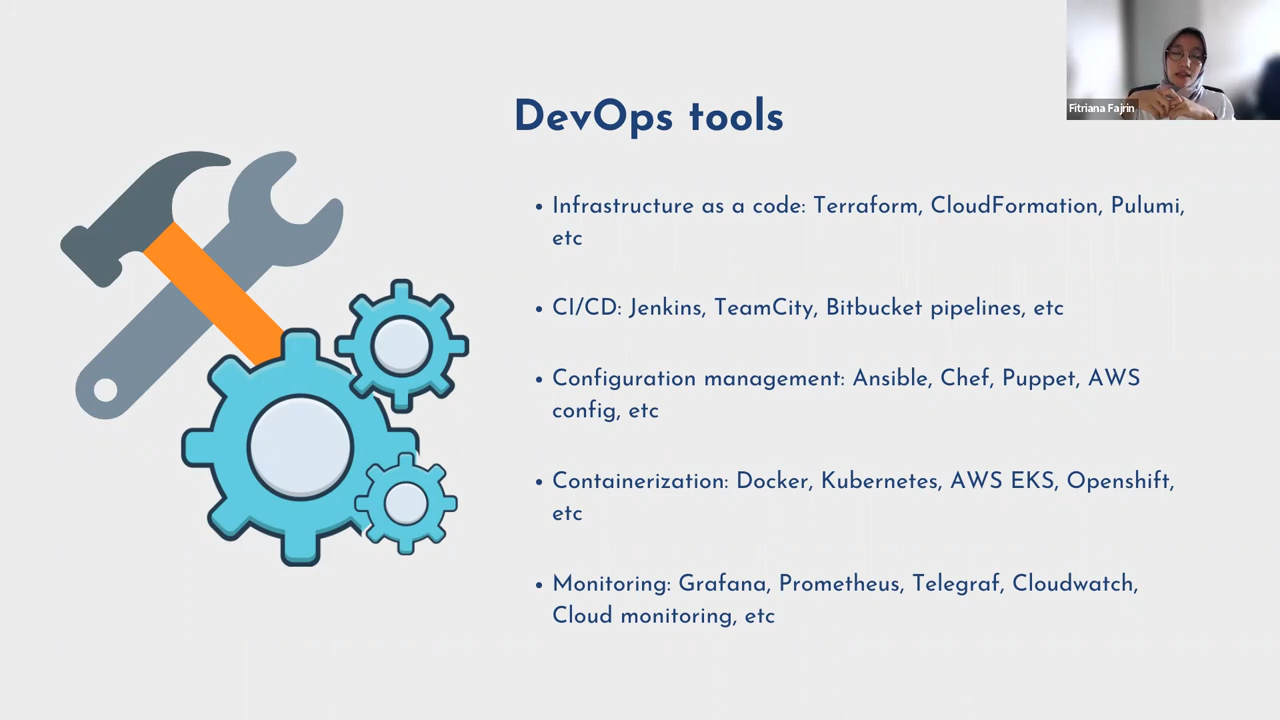 Fitriana Fajrin
DevOps tools
• Infrastructure as a code: Terraform, CloudFormation, Pulumi,
etc
• CI/CD: Jenkins, TeamCity, Bitbucket pipelines, etc
• Configuration management: Ansible, Chef, Puppet, AWS
config, etc
• Containerization: Docker, Kubernetes, AWS EKS, Openshift,
etc
• Monitoring: Grafana, Prometheus, Telegraf, Cloudwatch,
Cloud monitoring, etc